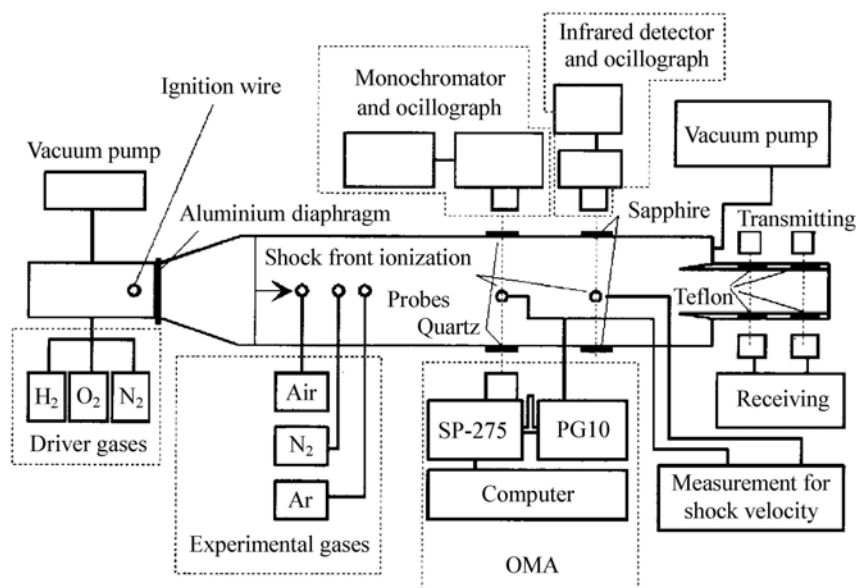 Infrared detector
and ocillograph
Monochromator
and ocillograph
Ignition wire
Vacuum pump
Vacuum pump
Aluminium diaphragm
Sapphire
Transmitting
Shock front ionization
Probes
Quartz
Teflon
H₂
O₂
N₂
Driver gases
Air
N₂
Ar
Experimental gases
SP-275
PG10
Computer
OMA
Receiving
Measurement for
shock velocity